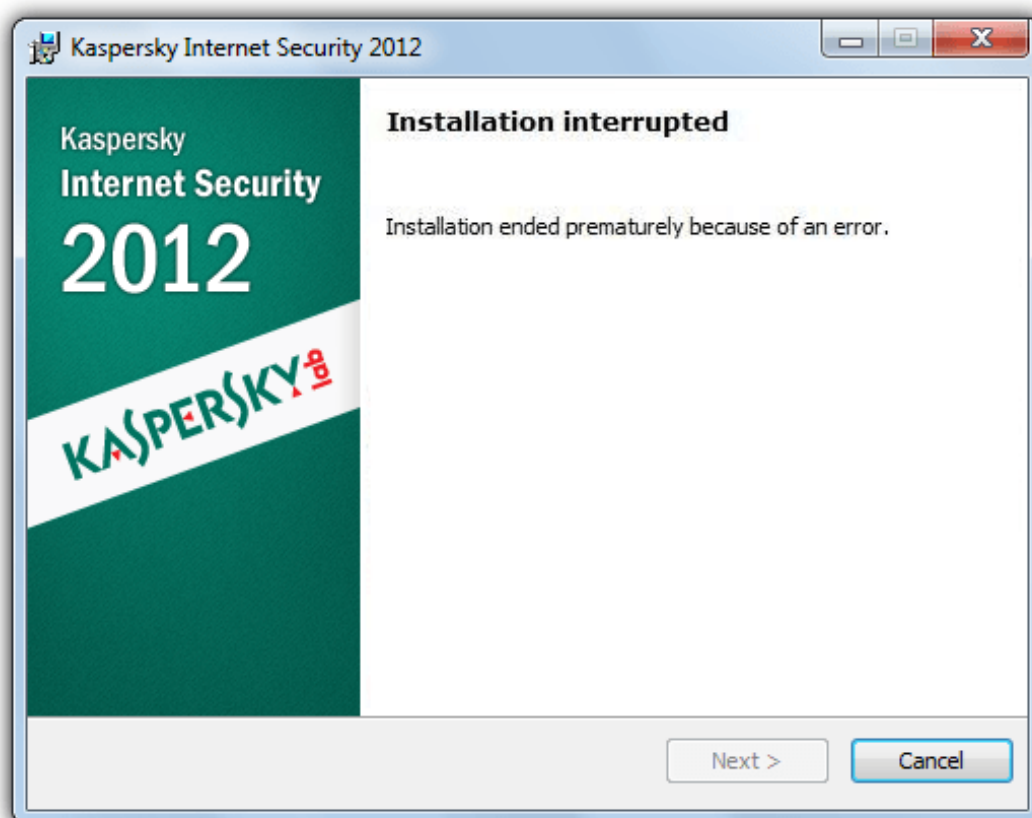 Kaspersky Internet Security 2012
Kaspersky
Internet Security
2012
KASPERSKY lab
Installation interrupted
Installation ended prematurely because of an error.
Next >
Cancel